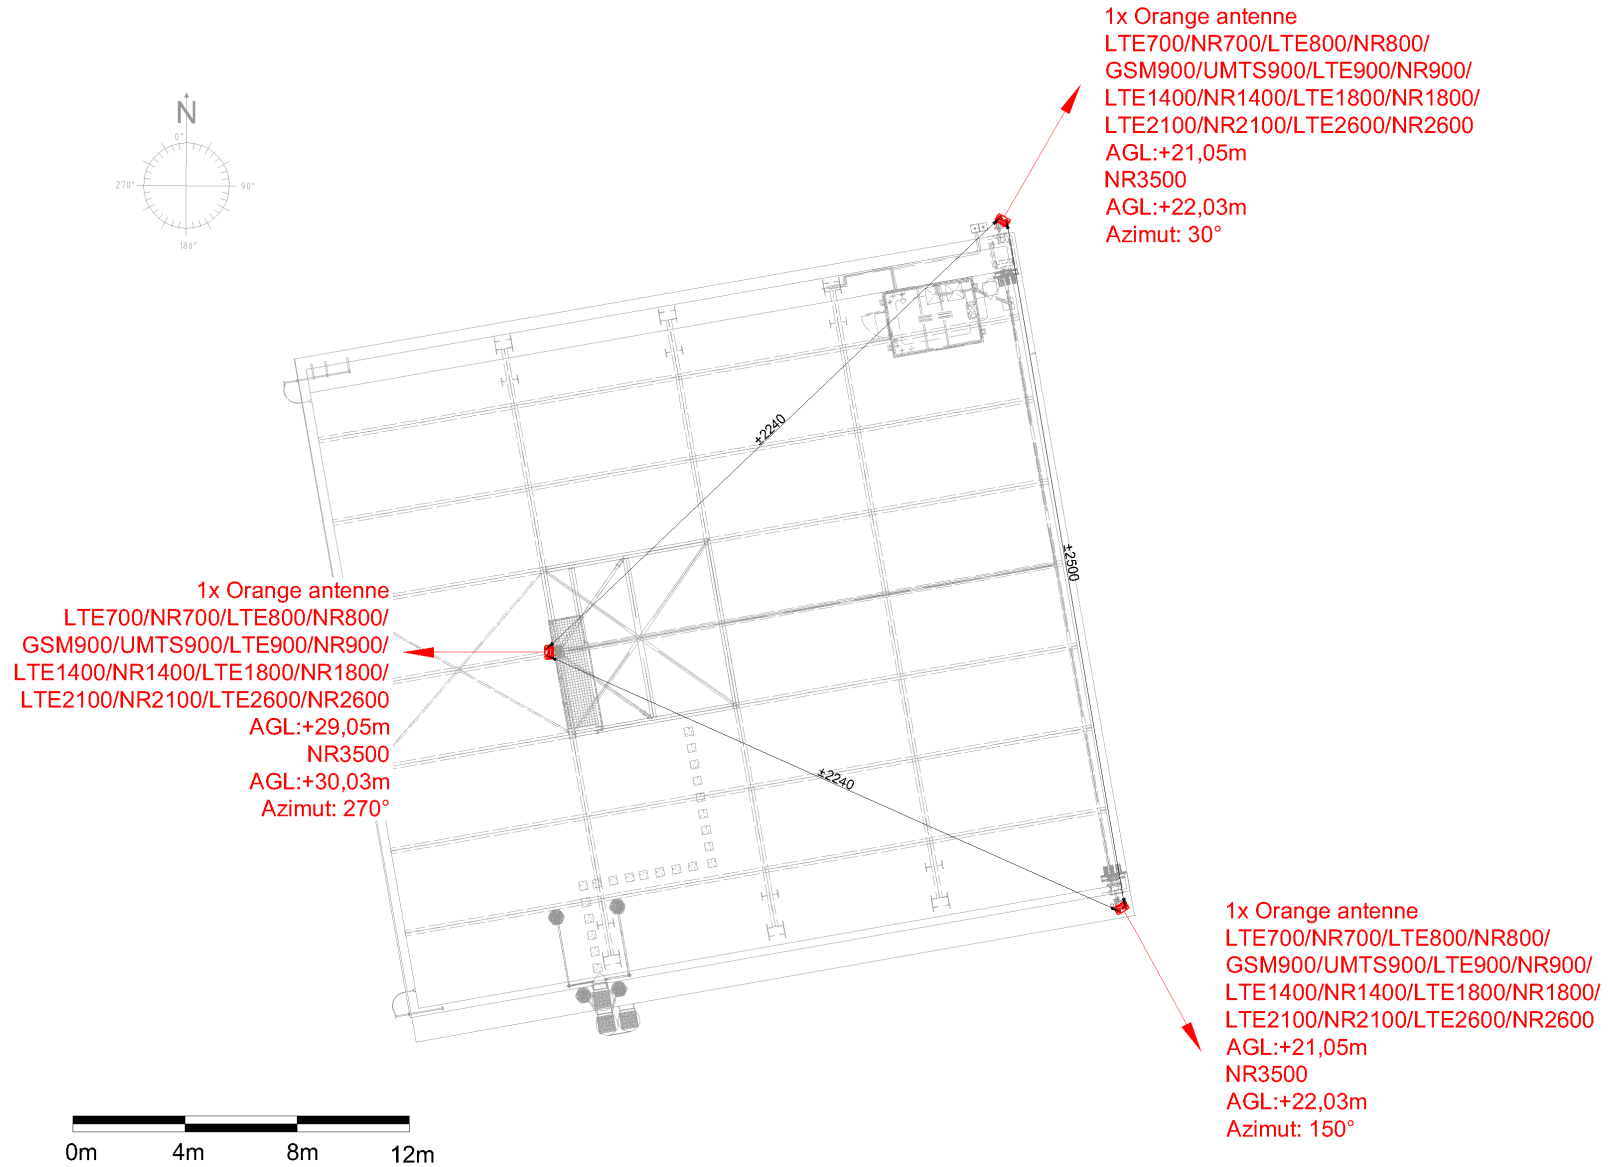 1x Orange antenne
LTE700/NR700/LTE800/NR800/
GSM900/UMTS900/LTE900/NR900/
LTE1400/NR1400/LTE1800/NR1800/
LTE2100/NR2100/LTE2600/NR2600
AGL:+21,05m
NR3500
AGL:+22,03m
Azimut: 30°
N
0°
270°
90°
180°
±2240
±2500
1x Orange antenne
LTE700/NR700/LTE800/NR800/
GSM900/UMTS900/LTE900/NR900/
LTE1400/NR1400/LTE1800/NR1800/
LTE2100/NR2100/LTE2600/NR2600
AGL:+29,05m
NR3500
AGL:+30,03m
Azimut: 270°
±2240
1x Orange antenne
LTE700/NR700/LTE800/NR800/
GSM900/UMTS900/LTE900/NR900/
LTE1400/NR1400/LTE1800/NR1800/
LTE2100/NR2100/LTE2600/NR2600
AGL:+21,05m
NR3500
AGL:+22,03m
Azimut: 150°
0m 4m 8m 12m